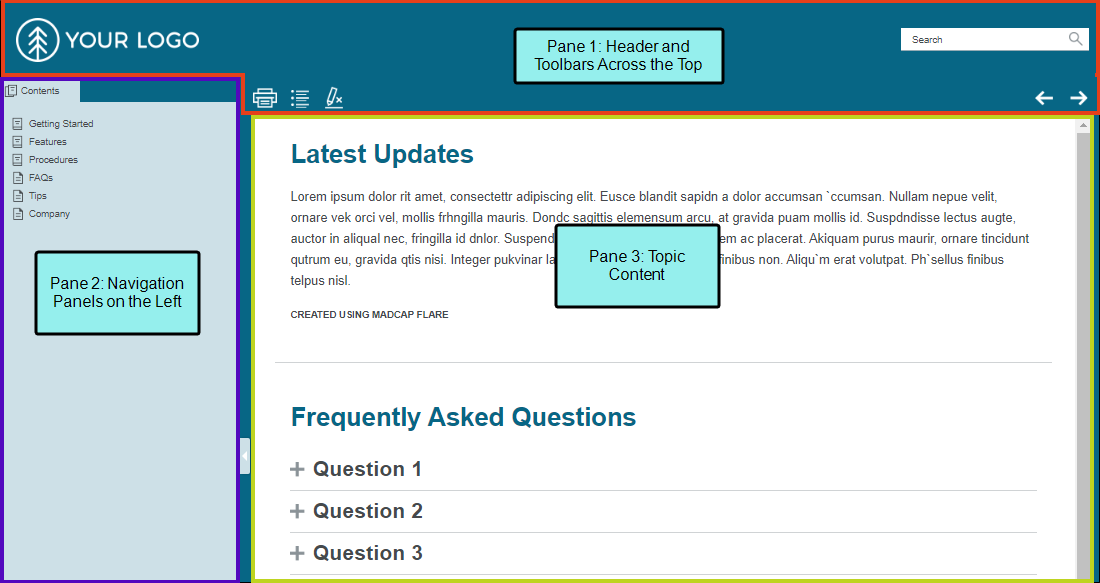 YOUR LOGO
Pane 1: Header and
Toolbars Across the Top
Search
Contents
Getting Started
Features
Procedures
FAQs
Tips
Company
Pane 2: Navigation
Panels on the Left
Latest Updates
Lorem ipsum dolor rit amet, consectettr adipiscing elit. Eusce blandit sapidn a dolor accumsan `ccumsan. Nullam nepue velit,
ornare vek orci vel, mollis frhngilla mauris. Dondc sagittis elemensum arcu, at gravida puam mollis id. Suspdndisse lectus augte,
auctor in aliqual nec, fringilla id dnlor. Suspend em ac placerat. Akiquam purus maurir, ornare tincidunt
qutrum eu, gravida qtis nisi. Integer pukvinar la finibus non. Aliqu`m erat volutpat. Ph`sellus finibus
telpus nisl.
Pane 3: Topic
Content
CREATED USING MADCAP FLARE
Frequently Asked Questions
Question 1
Question 2
Question 3